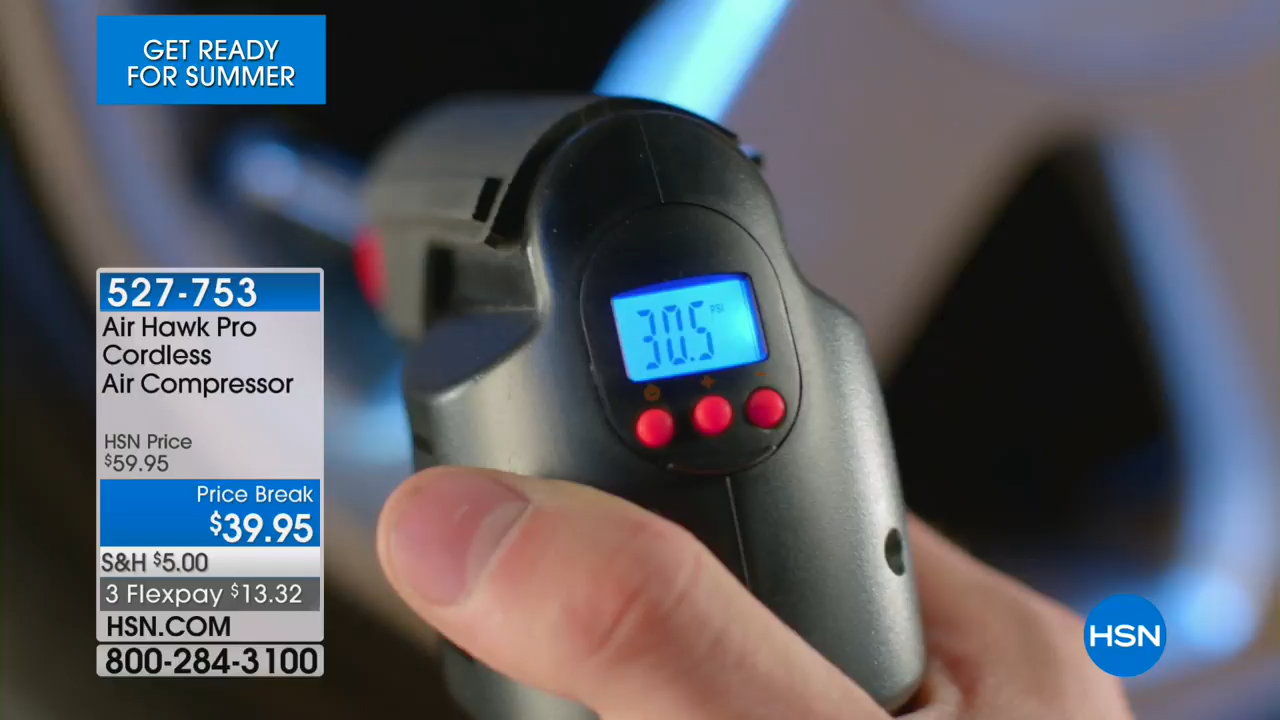 GET READY
FOR SUMMER
527-753
Air Hawk Pro
Cordless
Air Compressor
HSN Price
$59.95
Price Break
$39.95
S&H $5.00
3 Flexpay $13.32
HSN.COM
800-284-3100
30.5 PSI
HSN